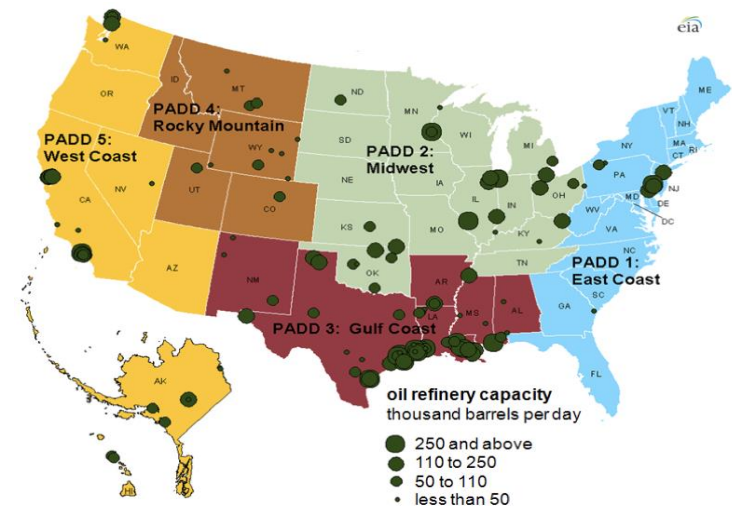 eia
WA
OR
ID
MT
ND
MN
SD
WI
MI
ME
VT
NH
NY
MA
CT
RI
PADD 4:
Rocky Mountain
PADD 5:
West Coast
PADD 2:
Midwest
WY
NE
IA
PA
NJ
OH
IL
IN
MD
DE
DC
NV
UT
CA
CO
KS
MO
KY
WV
VA
NC
TN
PADD 1:
East Coast
AZ
NM
OK
AR
SC
MS
AL
GA
LA
PADD 3: Gulf Coast
FL
AK
HI
oil refinery capacity
thousand barrels per day
250 and above
110 to 250
50 to 110
less than 50